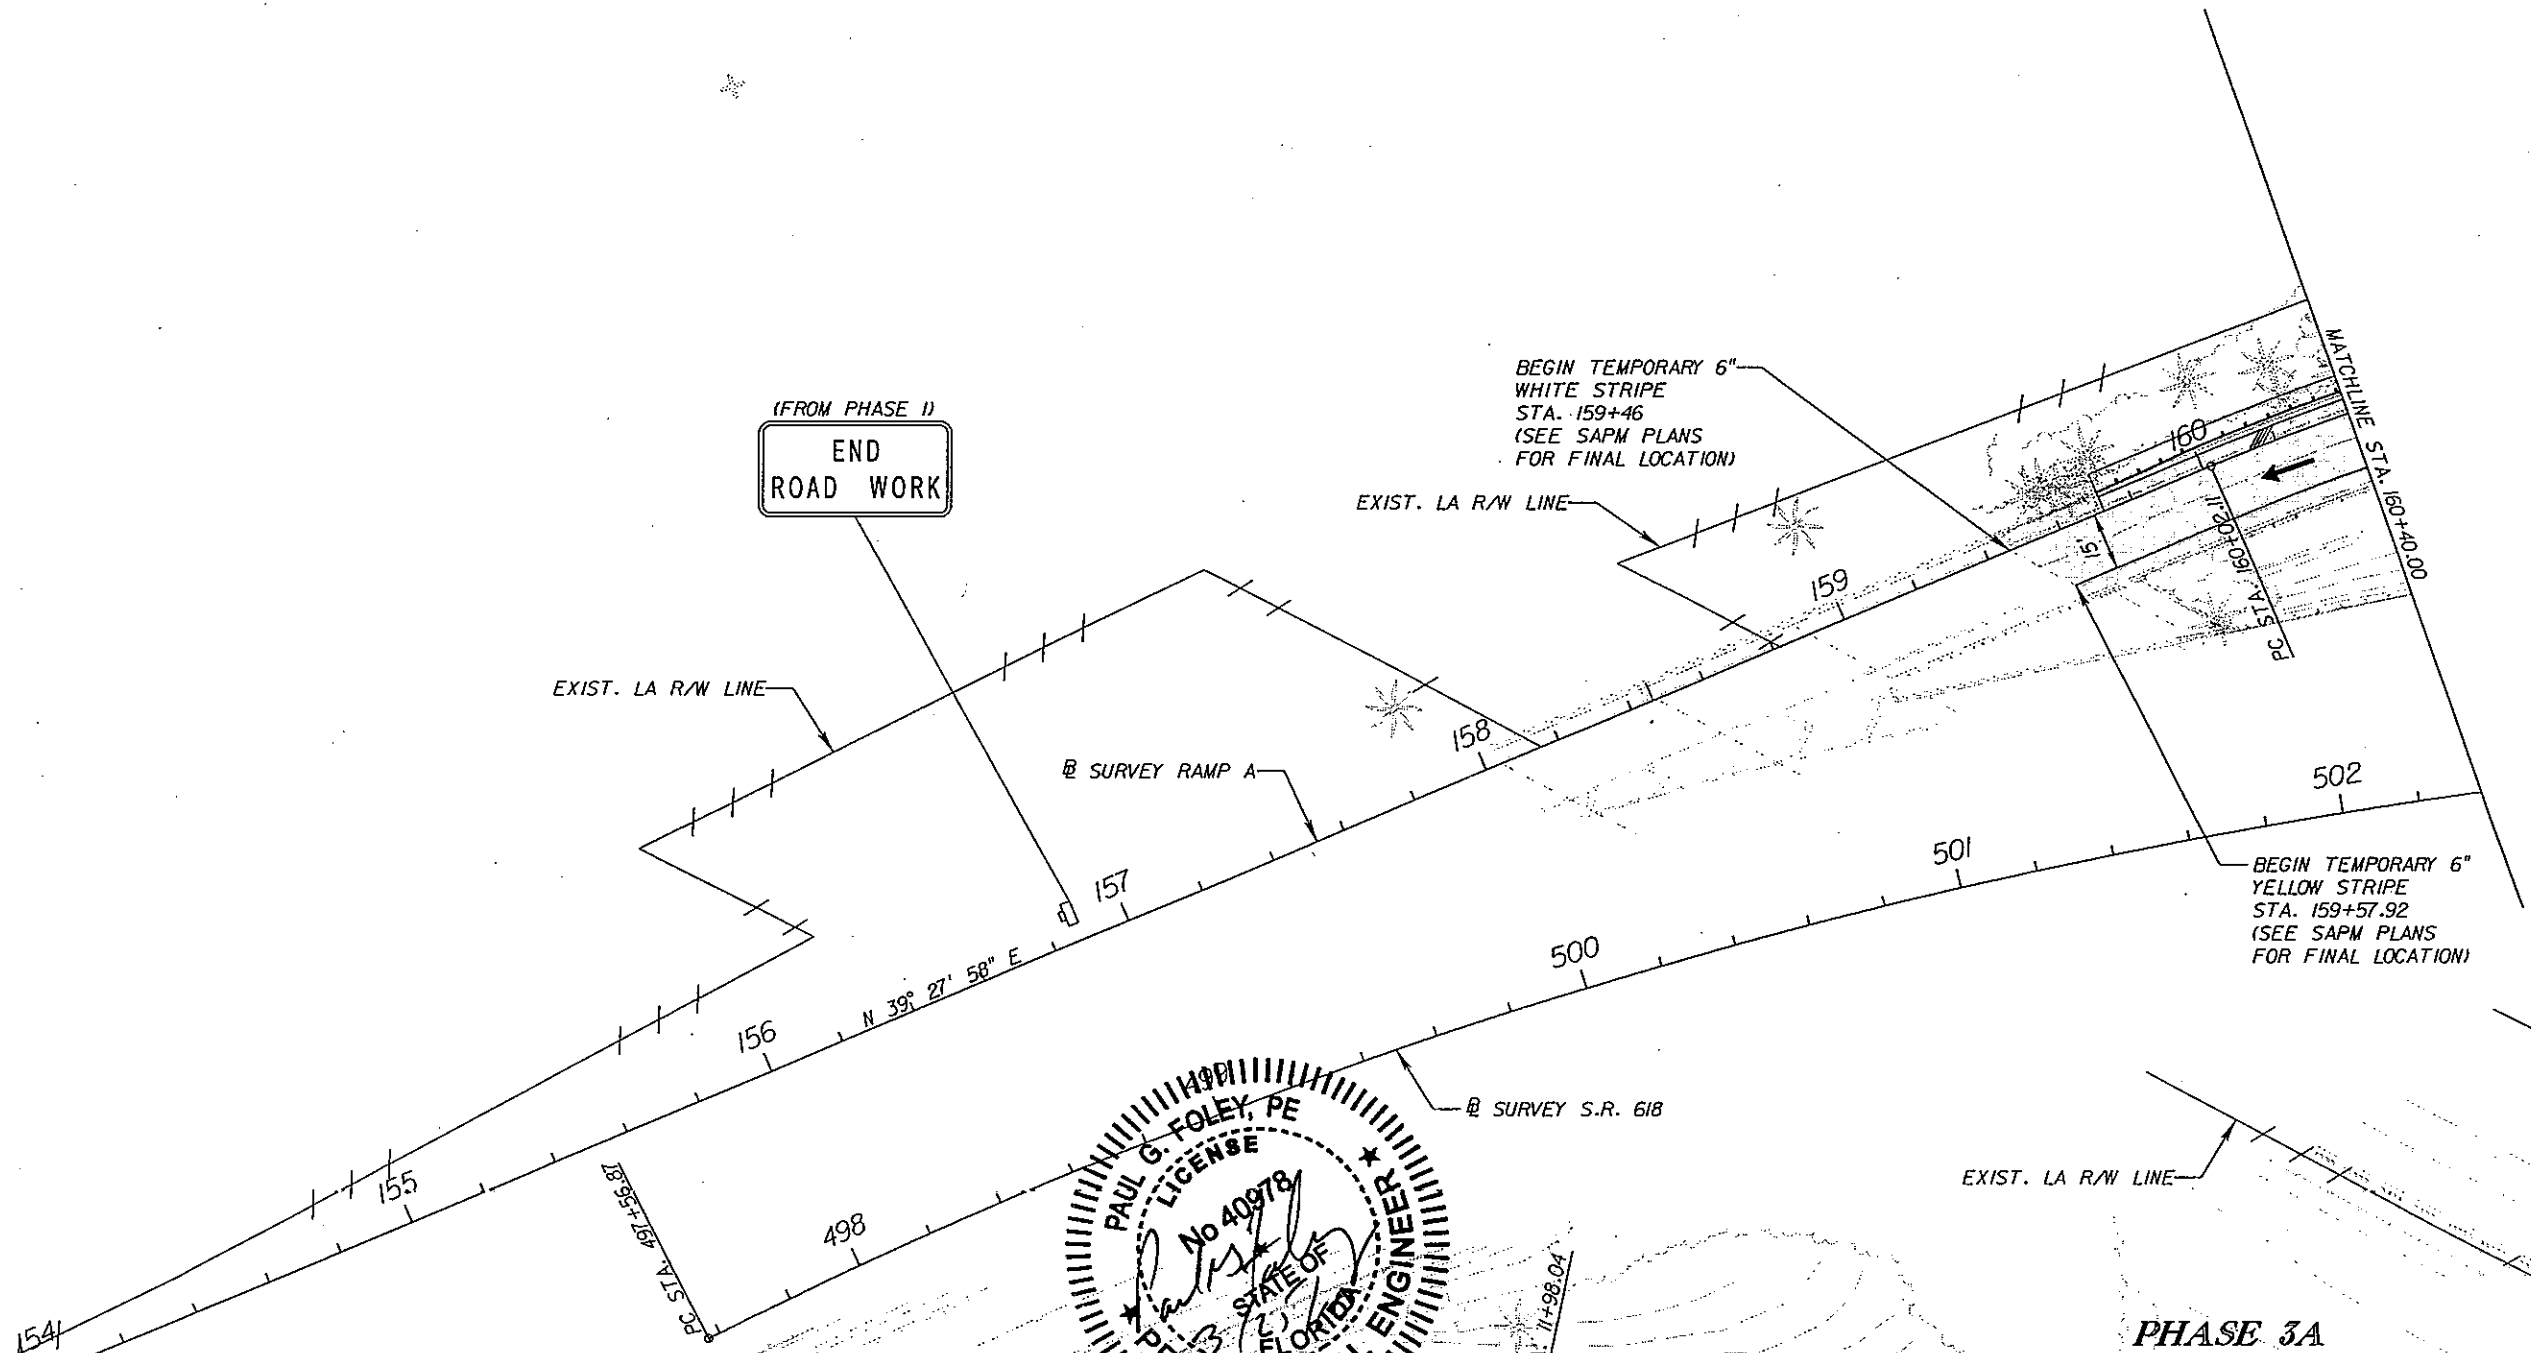 (FROM PHASE I)
END
ROAD WORK
BEGIN TEMPORARY 6"
WHITE STRIPE
STA. 159+46
(SEE SAPM PLANS
FOR FINAL LOCATION)
EXIST. LA R/W LINE
MATCHLINE STA. 160+40.00
160
15'
PC STA. 160+02.11
159
EXIST. LA R/W LINE
158
℄ SURVEY RAMP A
157
502
501
BEGIN TEMPORARY 6"
YELLOW STRIPE
STA. 159+57.92
(SEE SAPM PLANS
FOR FINAL LOCATION)
500
N 39° 27' 58" E
156
499
℄ SURVEY S.R. 618
155
PC STA. 497+56.87
498
EXIST. LA R/W LINE
PAUL G. FOLEY, PE
LICENSE
No 40978
STATE OF
FLORIDA
ENGINEER
11+98.04
154
PHASE 3A